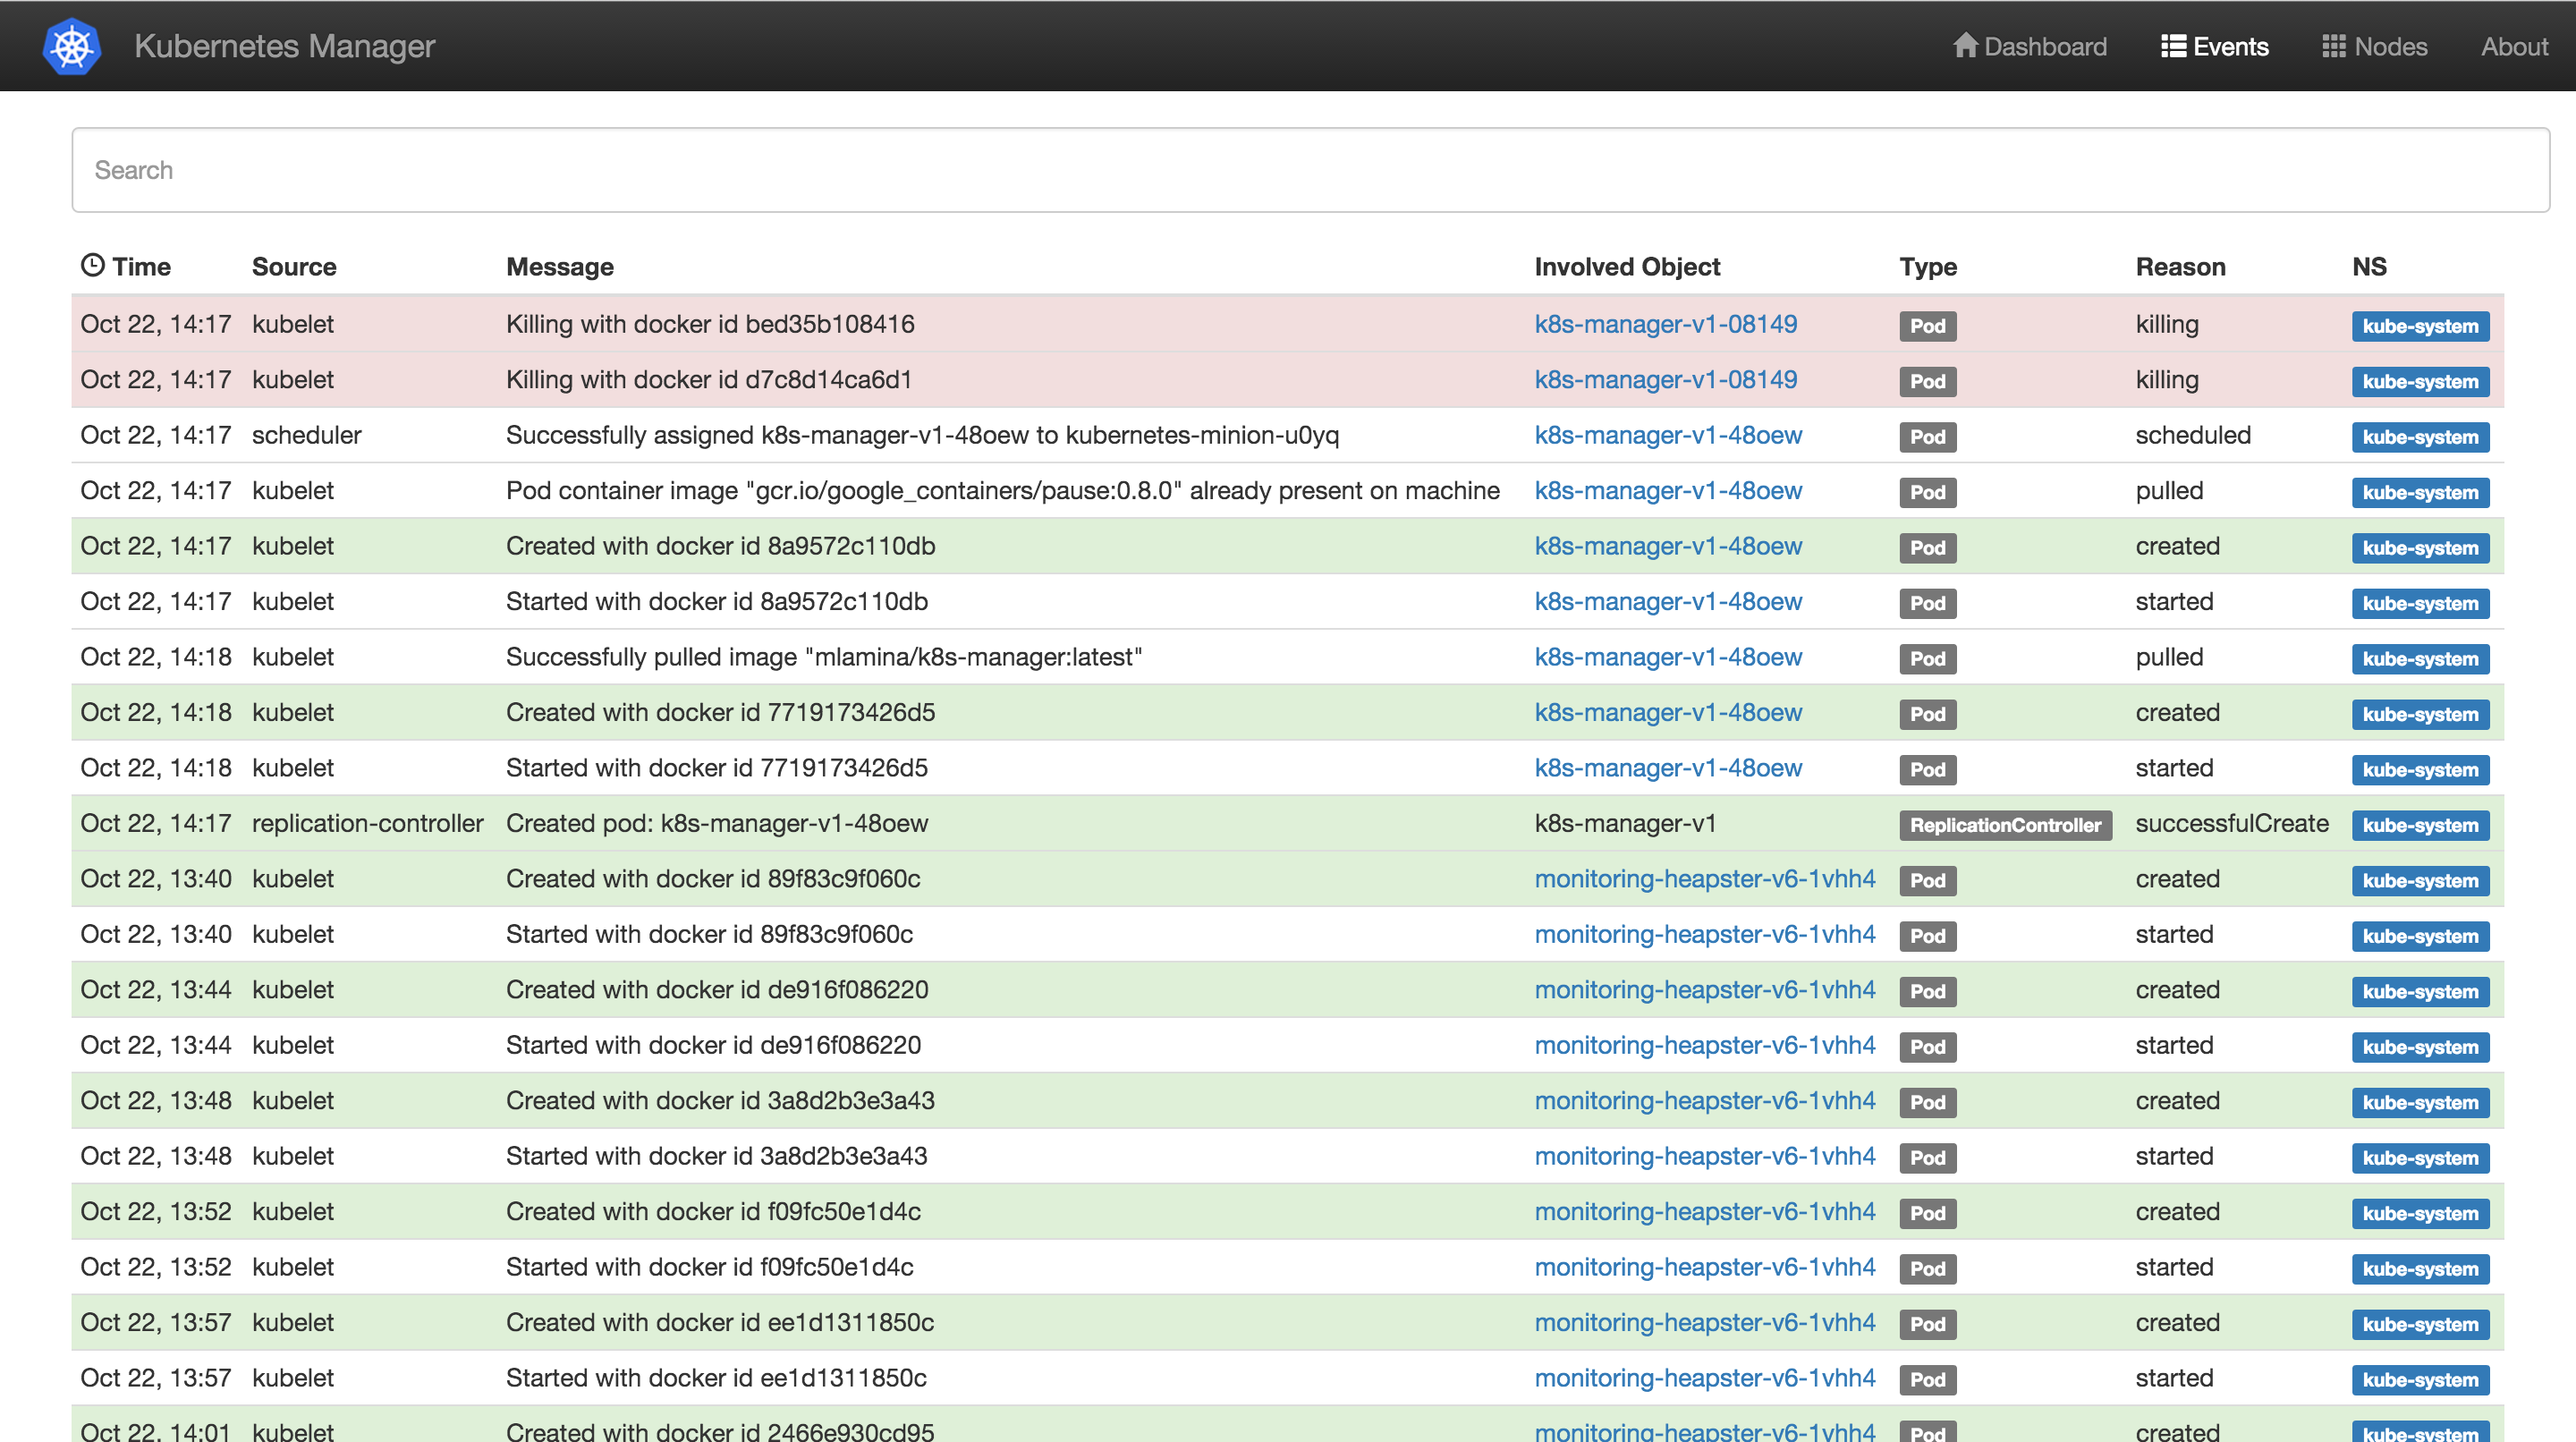 Kubernetes Manager Dashboard Events Nodes About
Search
Time Source Message Involved Object Type Reason NS
Oct 22, 14:17 kubelet Killing with docker id bed35b108416 k8s-manager-v1-08149 Pod killing kube-system
Oct 22, 14:17 kubelet Killing with docker id d7c8d14ca6d1 k8s-manager-v1-08149 Pod killing kube-system
Oct 22, 14:17 scheduler Successfully assigned k8s-manager-v1-48oew to kubernetes-minion-u0yq k8s-manager-v1-48oew Pod scheduled kube-system
Oct 22, 14:17 kubelet Pod container image "gcr.io/google_containers/pause:0.8.0" already present on machine k8s-manager-v1-48oew Pod pulled kube-system
Oct 22, 14:17 kubelet Created with docker id 8a9572c110db k8s-manager-v1-48oew Pod created kube-system
Oct 22, 14:17 kubelet Started with docker id 8a9572c110db k8s-manager-v1-48oew Pod started kube-system
Oct 22, 14:18 kubelet Successfully pulled image "mlamina/k8s-manager:latest" k8s-manager-v1-48oew Pod pulled kube-system
Oct 22, 14:18 kubelet Created with docker id 7719173426d5 k8s-manager-v1-48oew Pod created kube-system
Oct 22, 14:18 kubelet Started with docker id 7719173426d5 k8s-manager-v1-48oew Pod started kube-system
Oct 22, 14:17 replication-controller Created pod: k8s-manager-v1-48oew k8s-manager-v1 ReplicationController successfulCreate kube-system
Oct 22, 13:40 kubelet Created with docker id 89f83c9f060c monitoring-heapster-v6-1vhh4 Pod created kube-system
Oct 22, 13:40 kubelet Started with docker id 89f83c9f060c monitoring-heapster-v6-1vhh4 Pod started kube-system
Oct 22, 13:44 kubelet Created with docker id de916f086220 monitoring-heapster-v6-1vhh4 Pod created kube-system
Oct 22, 13:44 kubelet Started with docker id de916f086220 monitoring-heapster-v6-1vhh4 Pod started kube-system
Oct 22, 13:48 kubelet Created with docker id 3a8d2b3e3a43 monitoring-heapster-v6-1vhh4 Pod created kube-system
Oct 22, 13:48 kubelet Started with docker id 3a8d2b3e3a43 monitoring-heapster-v6-1vhh4 Pod started kube-system
Oct 22, 13:52 kubelet Created with docker id f09fc50e1d4c monitoring-heapster-v6-1vhh4 Pod created kube-system
Oct 22, 13:52 kubelet Started with docker id f09fc50e1d4c monitoring-heapster-v6-1vhh4 Pod started kube-system
Oct 22, 13:57 kubelet Created with docker id ee1d1311850c monitoring-heapster-v6-1vhh4 Pod created kube-system
Oct 22, 13:57 kubelet Started with docker id ee1d1311850c monitoring-heapster-v6-1vhh4 Pod started kube-system
Oct 22, 14:01 kubelet Created with docker id 2466e930cd95 monitoring-heapster-v6-1vhh4 Pod created kube-system